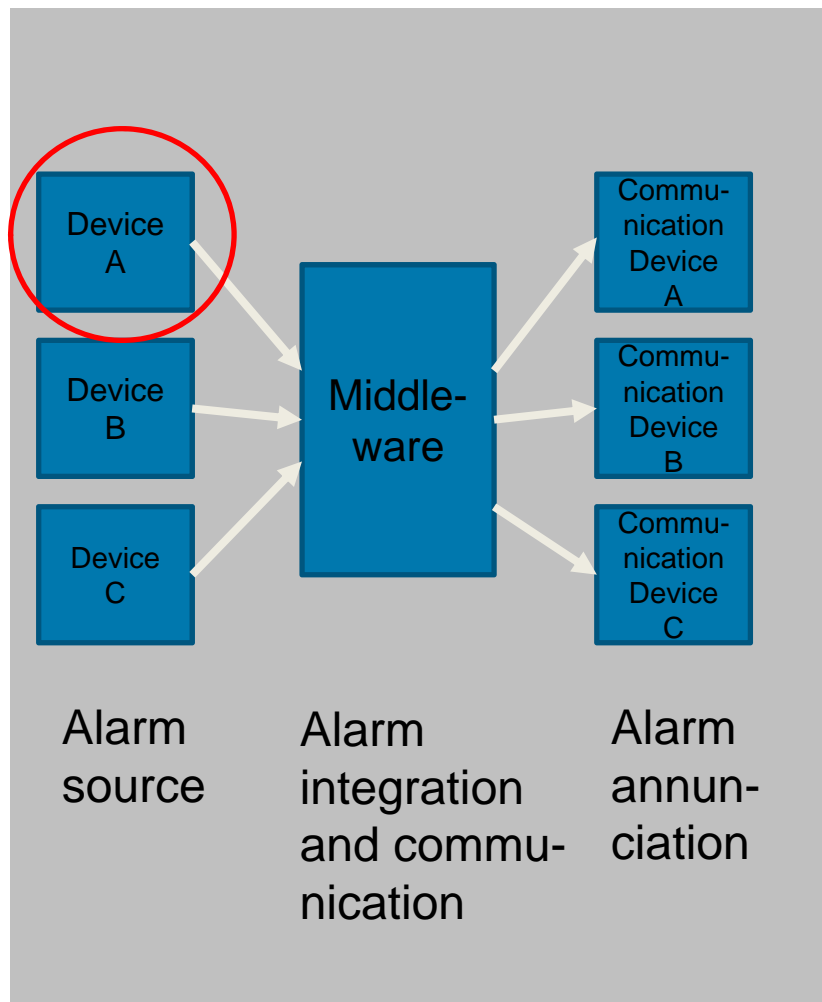 Device
A
Device
B
Device
C
Middle-
ware
Commu-
nication
Device
A
Commu-
nication
Device
B
Commu-
nication
Device
C
Alarm
source
Alarm
integration
and commu-
nication
Alarm
annun-
ciation